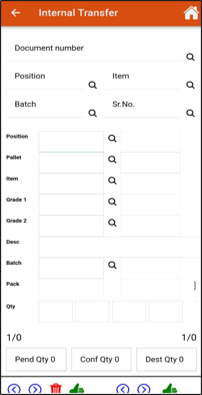 Internal Transfer
Document number
Position Item
Batch Sr.No.
Position
Pallet
Item
Grade 1
Grade 2
Desc
Batch
Pack ]
Qty
1/0 1/0
Pend Qty 0 Conf Qty 0 Dest Qty 0